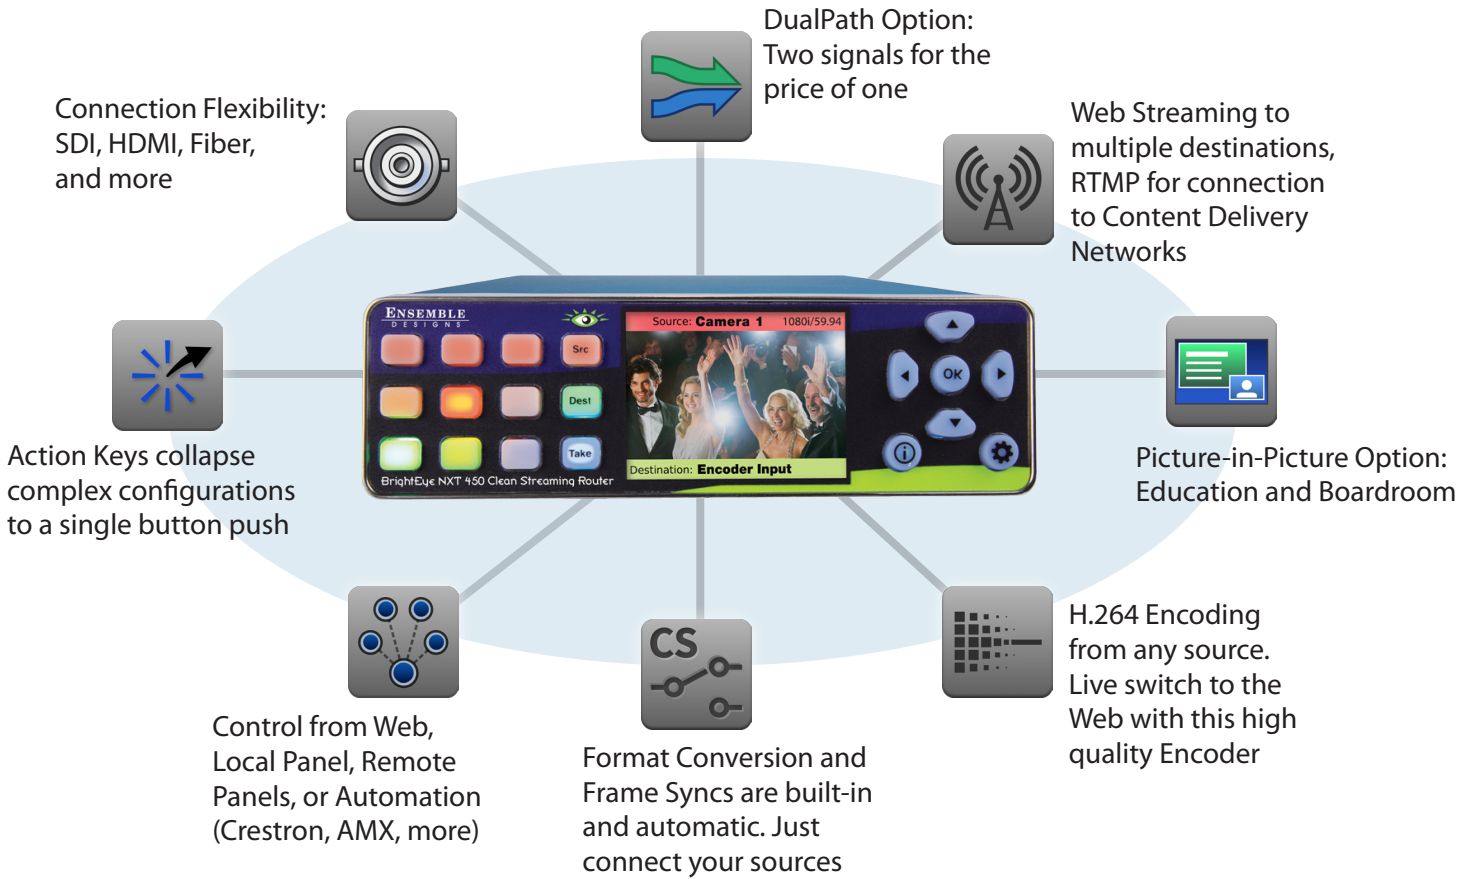 DualPath Option:
Two signals for the
price of one
Connection Flexibility:
SDI, HDMI, Fiber,
and more
Web Streaming to
multiple destinations,
RTMP for connection
to Content Delivery
Networks
ENSEMBLE
DESIGNS
Source: Camera 1 1080i/59.94
Src
OK
Dest
Take
Destination: Encoder Input
BrightEye NXT 450 Clean Streaming Router
Action Keys collapse
complex configurations
to a single button push
Picture-in-Picture Option:
Education and Boardroom
Control from Web,
Local Panel, Remote
Panels, or Automation
(Crestron, AMX, more)
CS
Format Conversion and
Frame Syncs are built-in
and automatic. Just
connect your sources
H.264 Encoding
from any source.
Live switch to the
Web with this high
quality Encoder